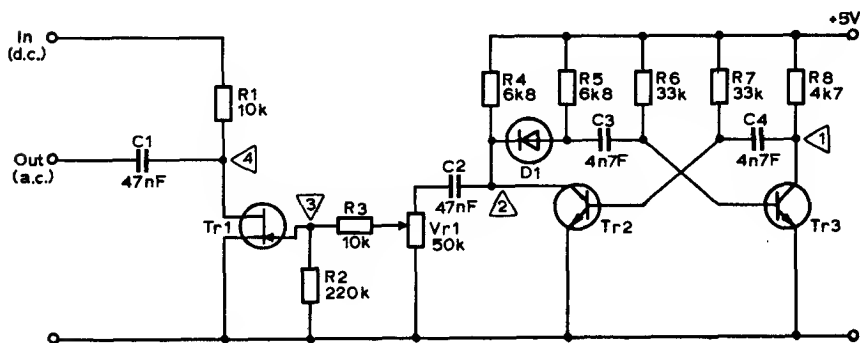 In
(d.c.)
R1
10k
C1
47nF
Out
(a.c.)
4
Tr1
3
R3
10k
R2
220k
Vr1
50k
C2
47nF
2
R4
6k8
D1
R5
6k8
C3
4n7F
R6
33k
R7
33k
C4
4n7F
R8
4k7
+5V
1
Tr2
Tr3